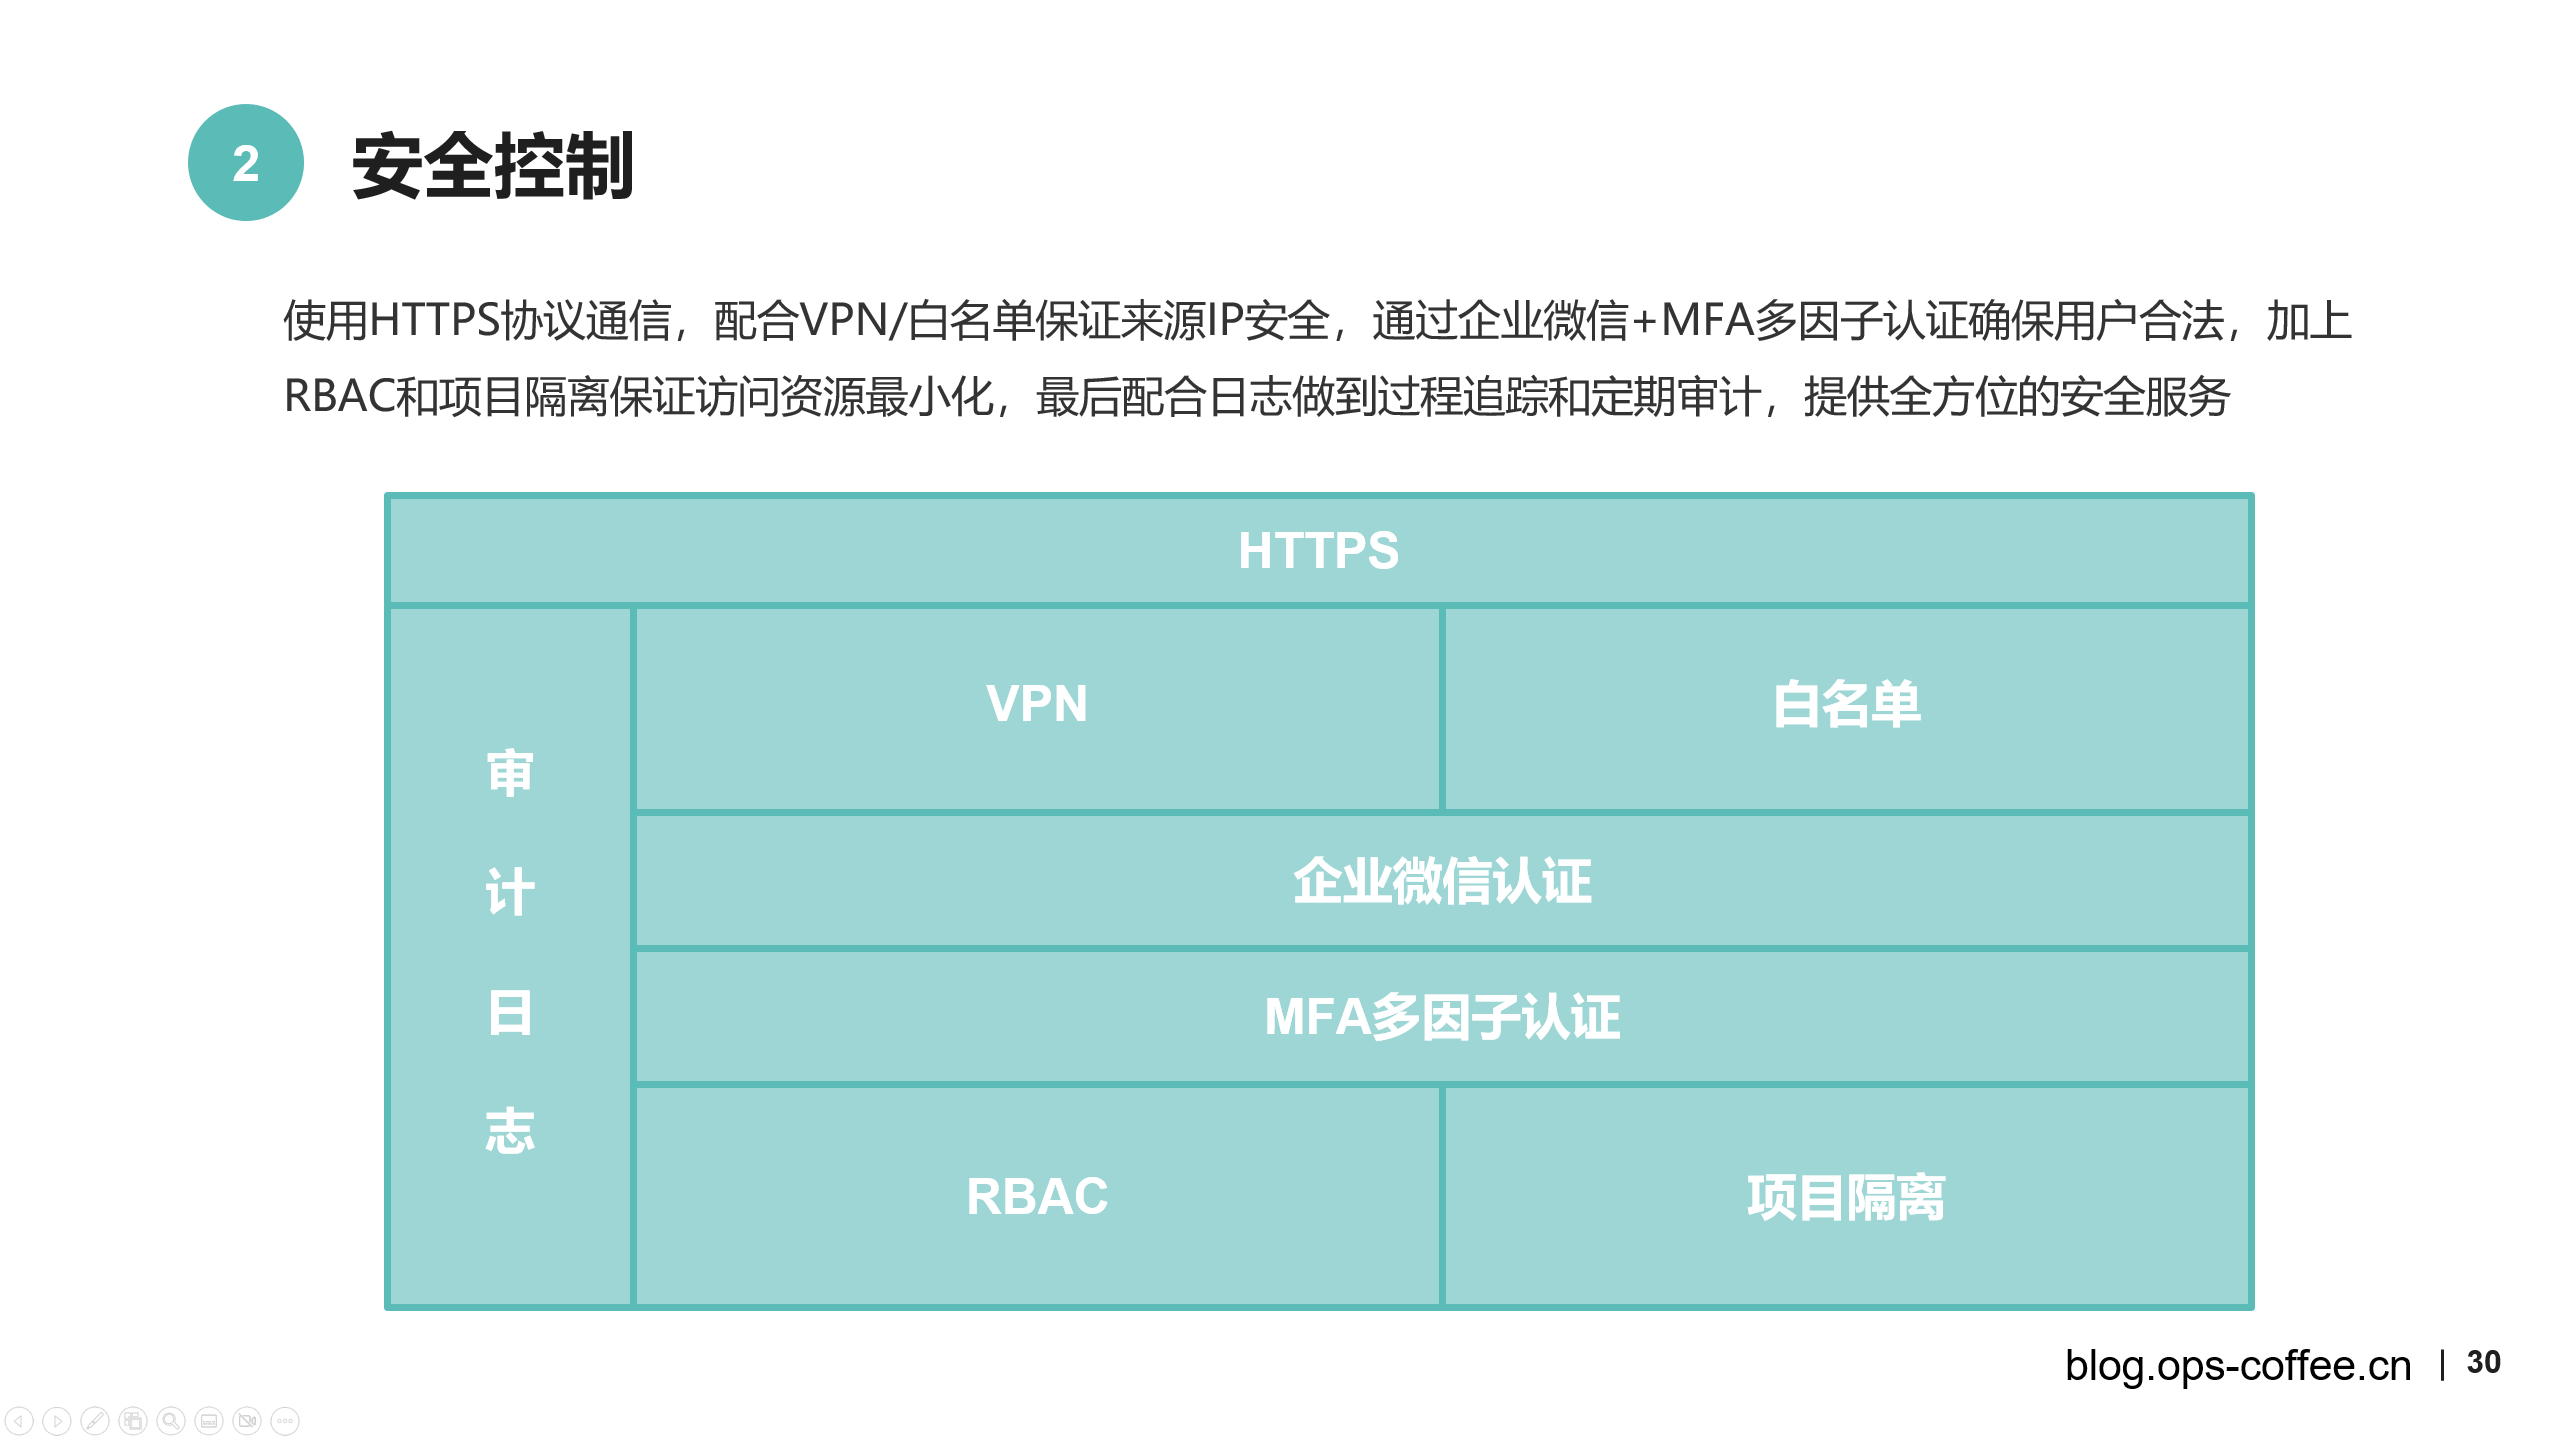 2
安全控制
使用HTTPS协议通信，配合VPN/白名单保证来源IP安全，通过企业微信+MFA多因子认证确保用户合法，加上
RBAC和项目隔离保证访问资源最小化，最后配合日志做到过程追踪和定期审计，提供全方位的安全服务
HTTPS
审
计
日
志
VPN
白名单
企业微信认证
MFA多因子认证
RBAC
项目隔离
blog.ops-coffee.cn | 30